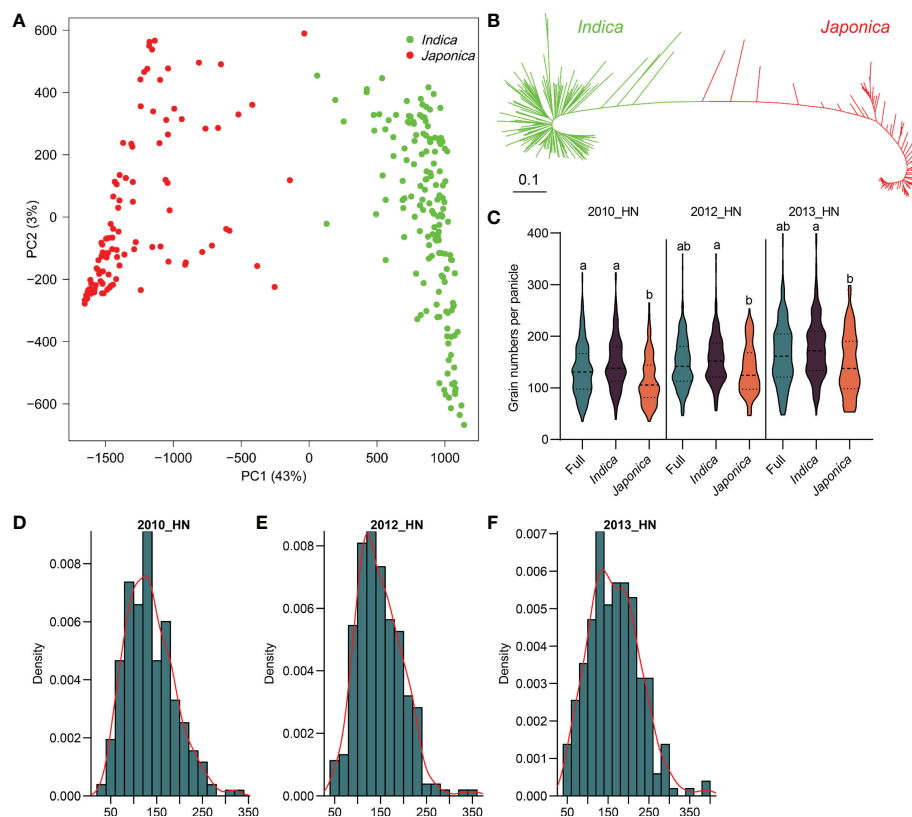 A
600
400
200
0
−200
−400
−600
PC2 (3%)
−1500 −1000 −500 0 500 1000
PC1 (43%)
Indica
Japonica
B
Indica
Japonica
0.1
C
2010_HN 2012_HN 2013_HN
400
300
200
100
0
Grain numbers per panicle
a a b ab a b ab a b
Full Indica Japonica Full Indica Japonica Full Indica Japonica
D
2010_HN
0.008
0.006
0.004
0.002
0.000
Density
50 150 250 350
E
2012_HN
0.008
0.006
0.004
0.002
0.000
Density
50 150 250 350
F
2013_HN
0.007
0.006
0.005
0.004
0.003
0.002
0.001
0.000
Density
50 150 250 350